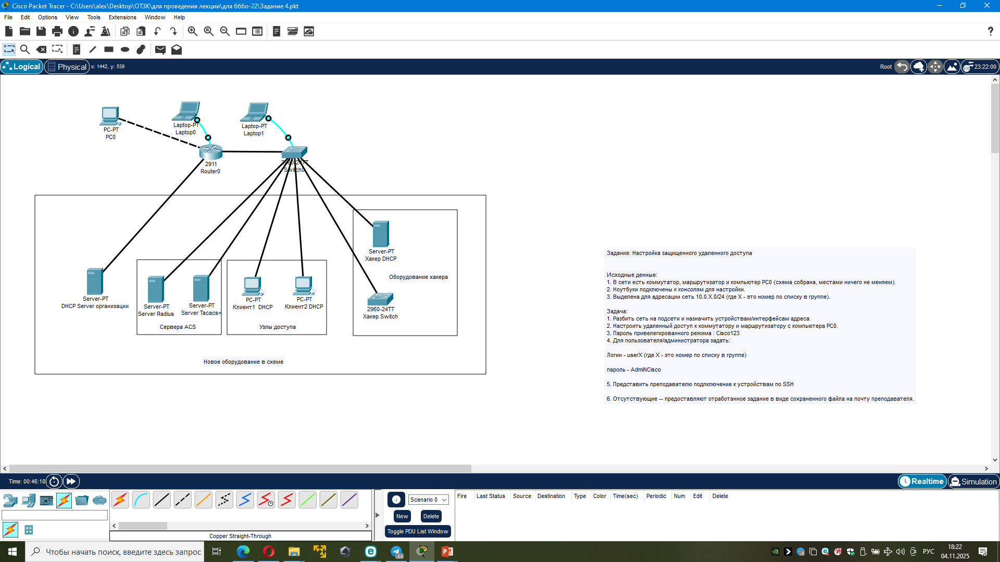 Cisco Packet Tracer - C:\Users\alex\Desktop\ОТЗК\для проведения лекции\для бббо-22\Задание 4.pkt
File Edit Options View Tools Extensions Window Help
Logical Physical x: 1442, y: 539 Root 23:22:00
PC-PT
PC0
Laptop-PT
Laptop0
Laptop-PT
Laptop1
2911
Router0
2960-24TT
Switch0
Server-PT
DHCP Server организации
Server-PT
Server Radius
Server-PT
Server Tacacs+
Сервера ACS
PC-PT
Клиент1 DHCP
PC-PT
Клиент2 DHCP
Узлы доступа
Server-PT
Хакер DHCP
Оборудование хакера
2960-24TT
Хакер Switch
Новое оборудование в схеме
Задание: Настройка защищенного удаленного доступа
Исходные денные:
1. В сети есть коммутатор, маршрутизатор и компьютер PC0 (схема собрана, местами ничего не меняем).
2. Ноутбуки подключены к консолям для настройки.
3. Выделена для адресации сеть 10.0.X.0/24 (где X - это номер по списку в группе).
Задача:
1. Разбить сеть на подсети и назначить устройствам/интерфейсам адреса.
2. Настроить удаленный доступ к коммутатору и маршрутизатору с компьютера PC0.
3. Пароль привелегированного режима : Cisco123
4. Для пользователя/администратора задать:
Логин - userX (где X - это номер по списку в группе)
пароль - AdmiNCisco
5. Представить преподавателю подлключение к устройствам по SSH
6. Отсутствующие -- предоставляют отработанное задание в виде сохраненного файла на почту преподавателя.
Time: 00:46:18 Realtime Simulation
Scenario 0
New Delete
Toggle PDU List Window
Fire Last Status Source Destination Type Color Time(sec) Periodic Num Edit Delete
Copper Straight-Through
Чтобы начать поиск, введите здесь запрос
.64
РУС
18:22
04.11.2025